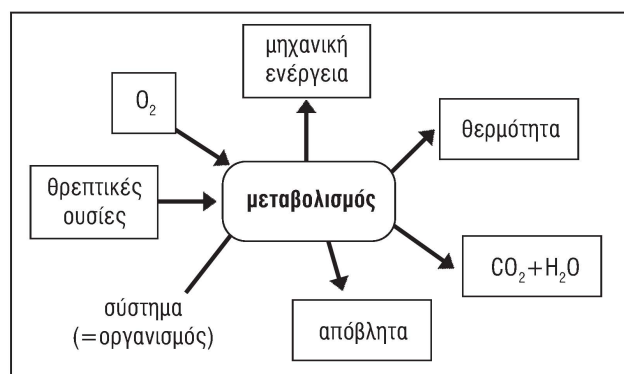 μηχανική
ενέργεια
O₂
θερμότητα
θρεπτικές
ουσίες
μεταβολισμός
CO₂+H₂O
σύστημα
(=οργανισμός)
απόβλητα